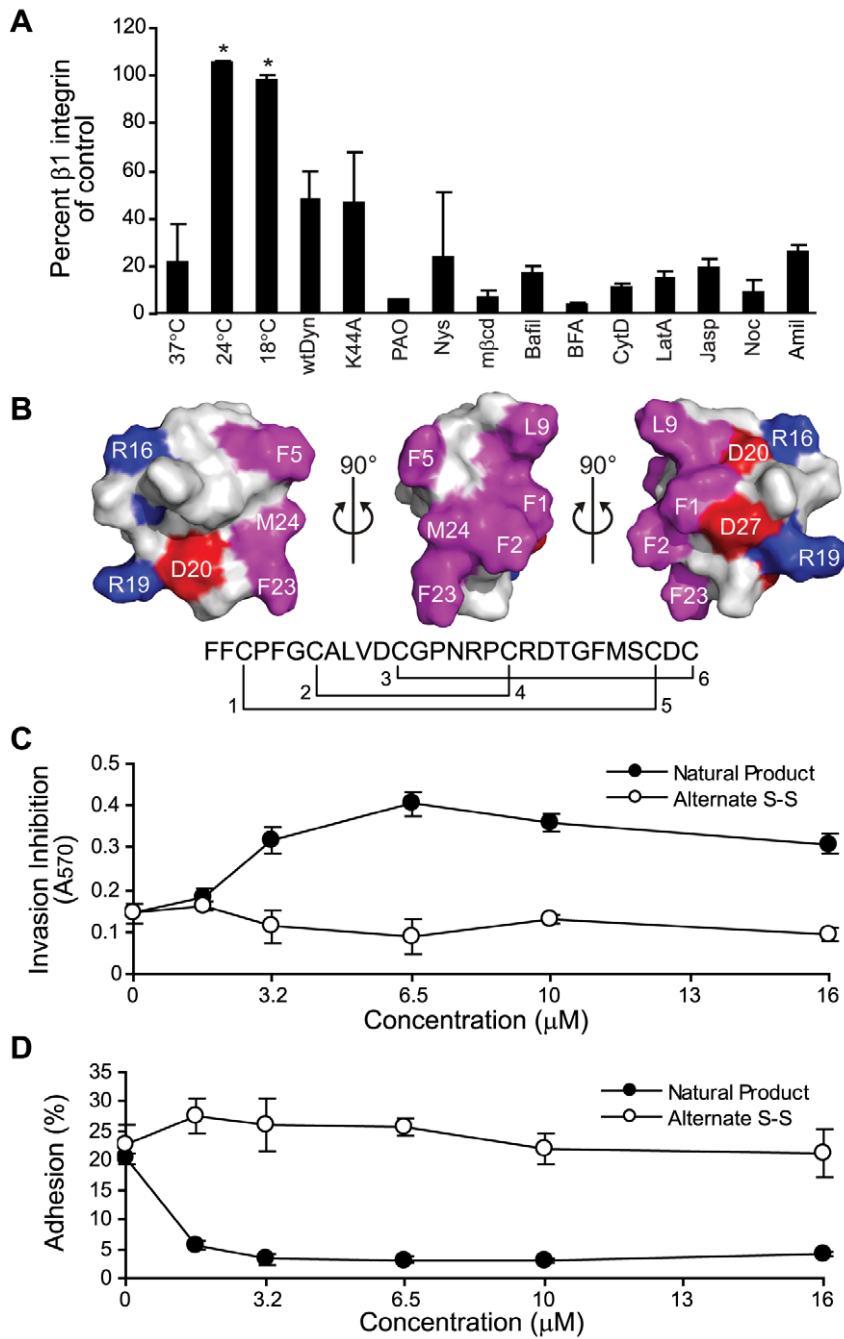 A
Percent β1 integrin
of control
120
100
80
60
40
20
0
*
*
37°C
24°C
18°C
wtDyn
K44A
PAO
Nys
mβcd
Bafil
BFA
CytD
LatA
Jasp
Noc
Amil
B
R16
F5
M24
D20
R19
F23
90°
L9
F5
F1
M24
F2
F23
90°
L9
R16
D20
F1
D27
F2
R19
F23
FFCPFGCALVDCGPNRPCRDTGFMSCDC
3
6
2
4
1
5
C
Invasion Inhibition
(A570)
0.5
0.4
0.3
0.2
0.1
0
Natural Product
Alternate S-S
0
3.2
6.5
10
13
16
Concentration (μM)
D
Adhesion (%)
35
30
25
20
15
10
5
0
Natural Product
Alternate S-S
0
3.2
6.5
10
13
16
Concentration (μM)